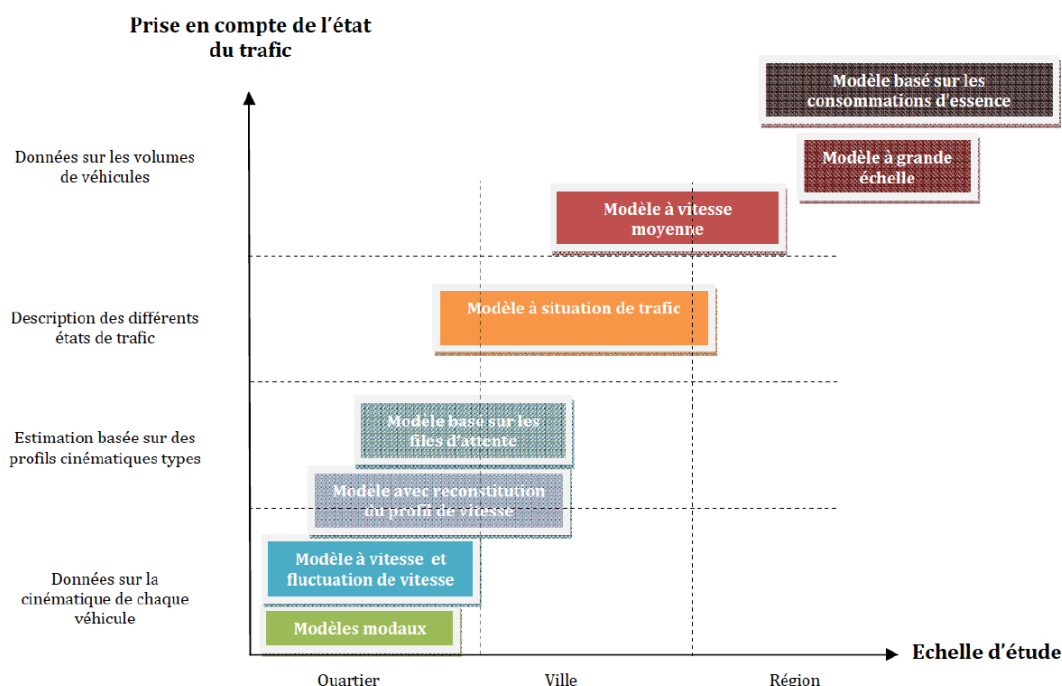 Prise en compte de l'état
du trafic
Modèle basé sur les
consommations d'essence
Données sur les volumes
de véhicules
Modèle à grande
échelle
Modèle à vitesse
moyenne
Description des différents
états de trafic
Modèle à situation de trafic
Estimation basée sur des
profils cinématiques types
Modèle basé sur les
files d'attente
Modèle avec reconstitution
du profil de vitesse
Données sur la
cinématique de chaque
véhicule
Modèle à vitesse et
fluctuation de vitesse
Modèles modaux
Echelle d'étude
Quartier
Ville
Région